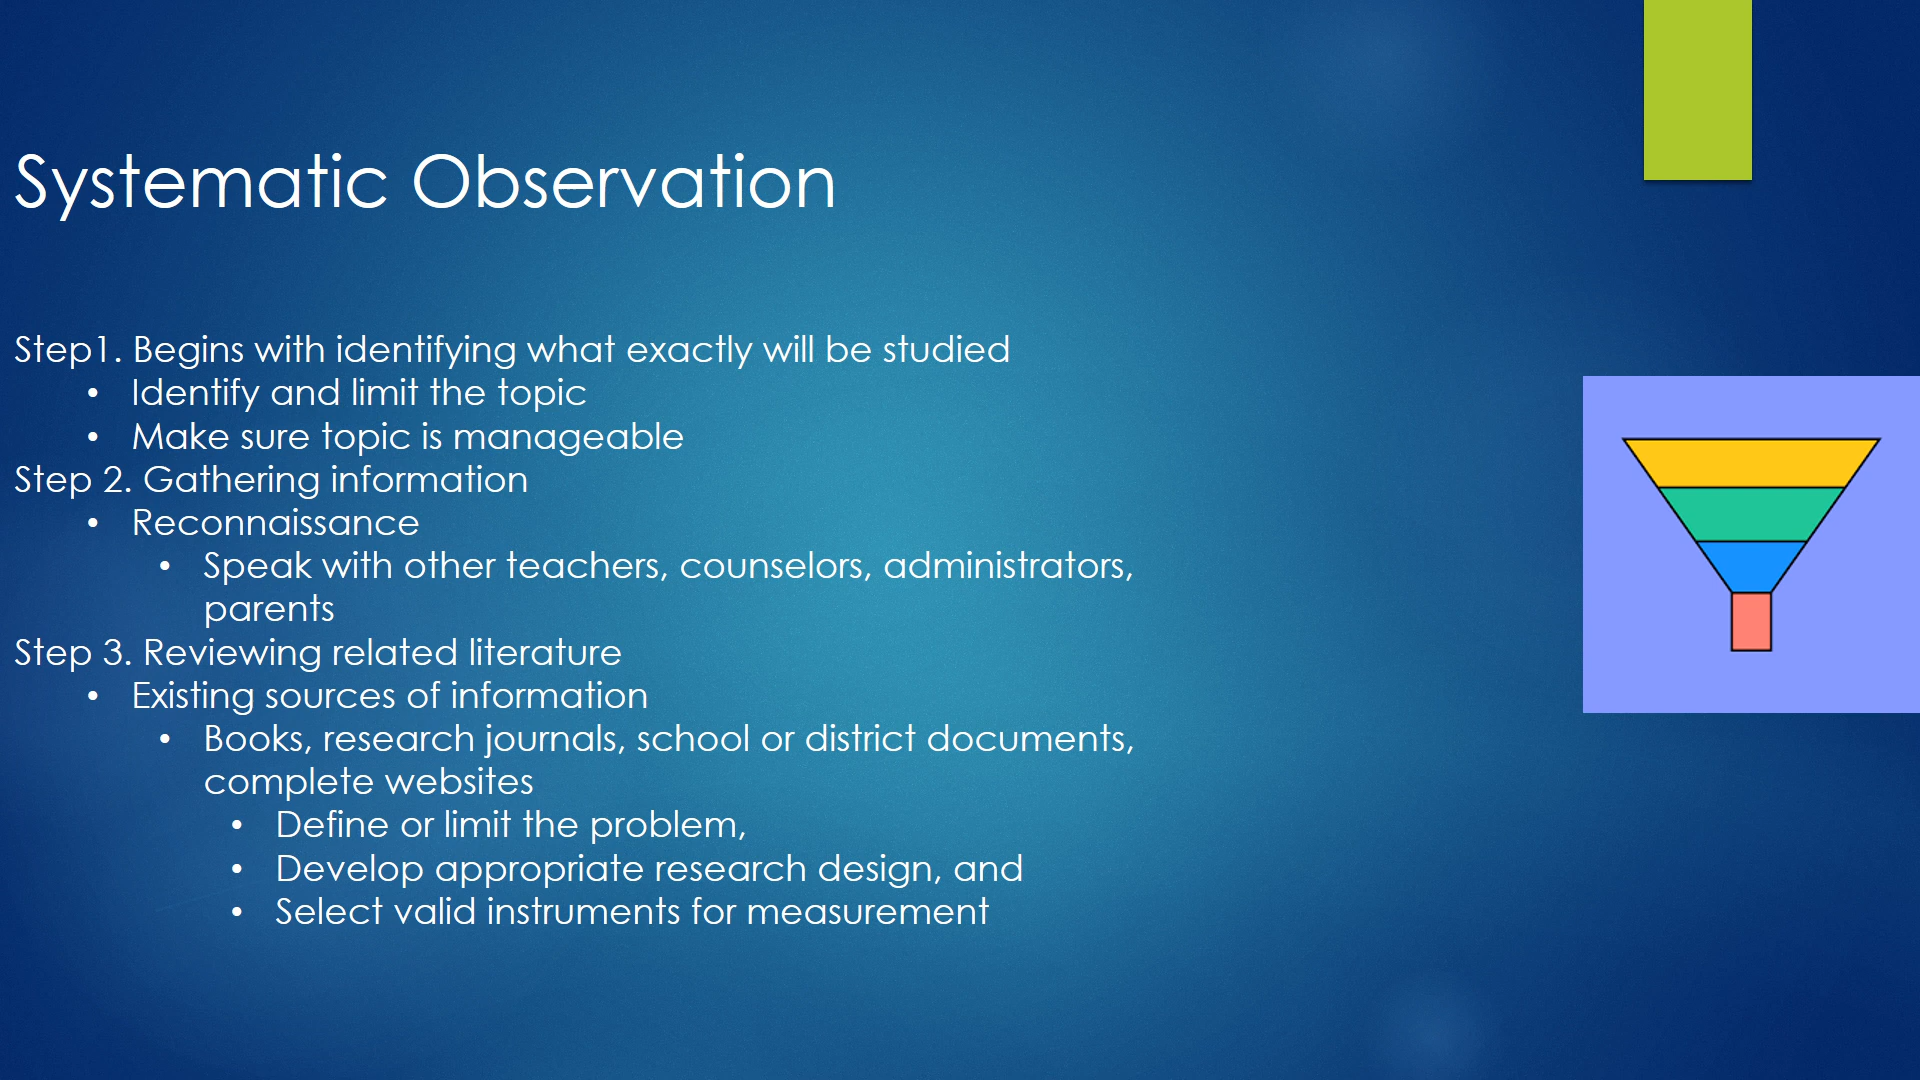 Systematic Observation
Step1. Begins with identifying what exactly will be studied
• Identify and limit the topic
• Make sure topic is manageable
Step 2. Gathering information
• Reconnaissance
• Speak with other teachers, counselors, administrators,
parents
Step 3. Reviewing related literature
• Existing sources of information
• Books, research journals, school or district documents,
complete websites
• Define or limit the problem,
• Develop appropriate research design, and
• Select valid instruments for measurement